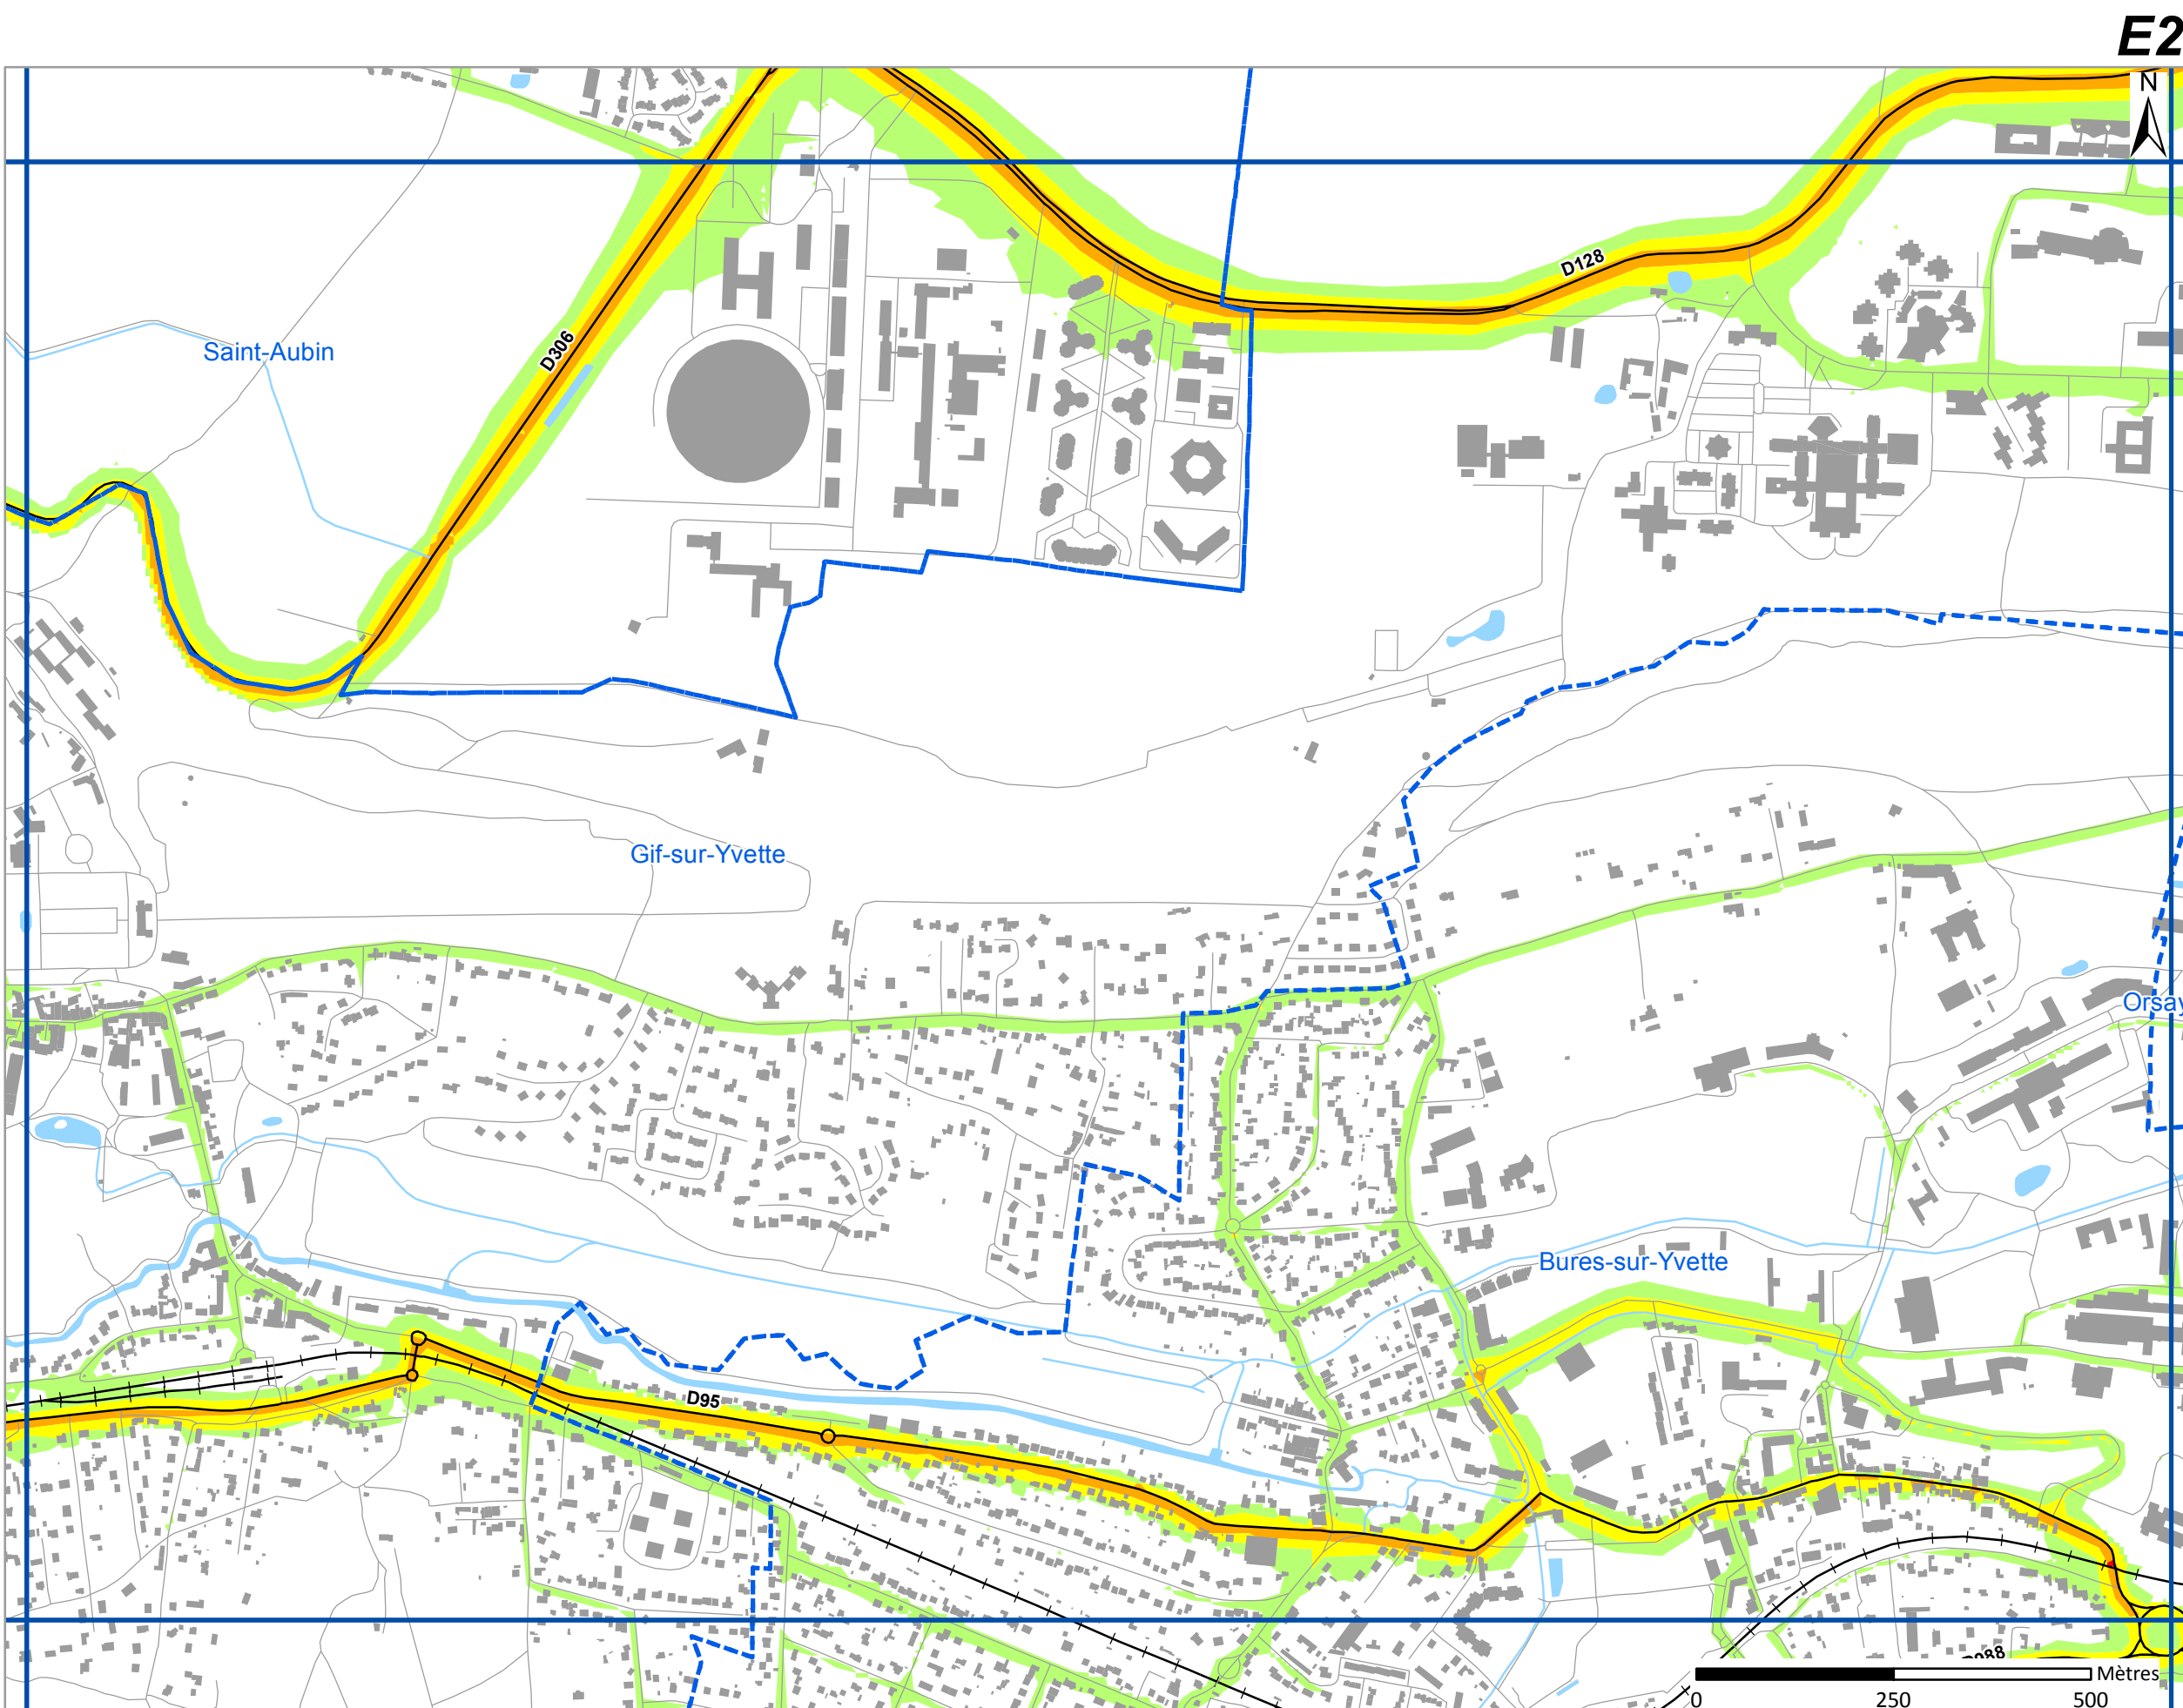 E2
N
D128
D306
Saint-Aubin
Gif-sur-Yvette
Orsay
Bures-sur-Yvette
D95
Mètres
0 250 500